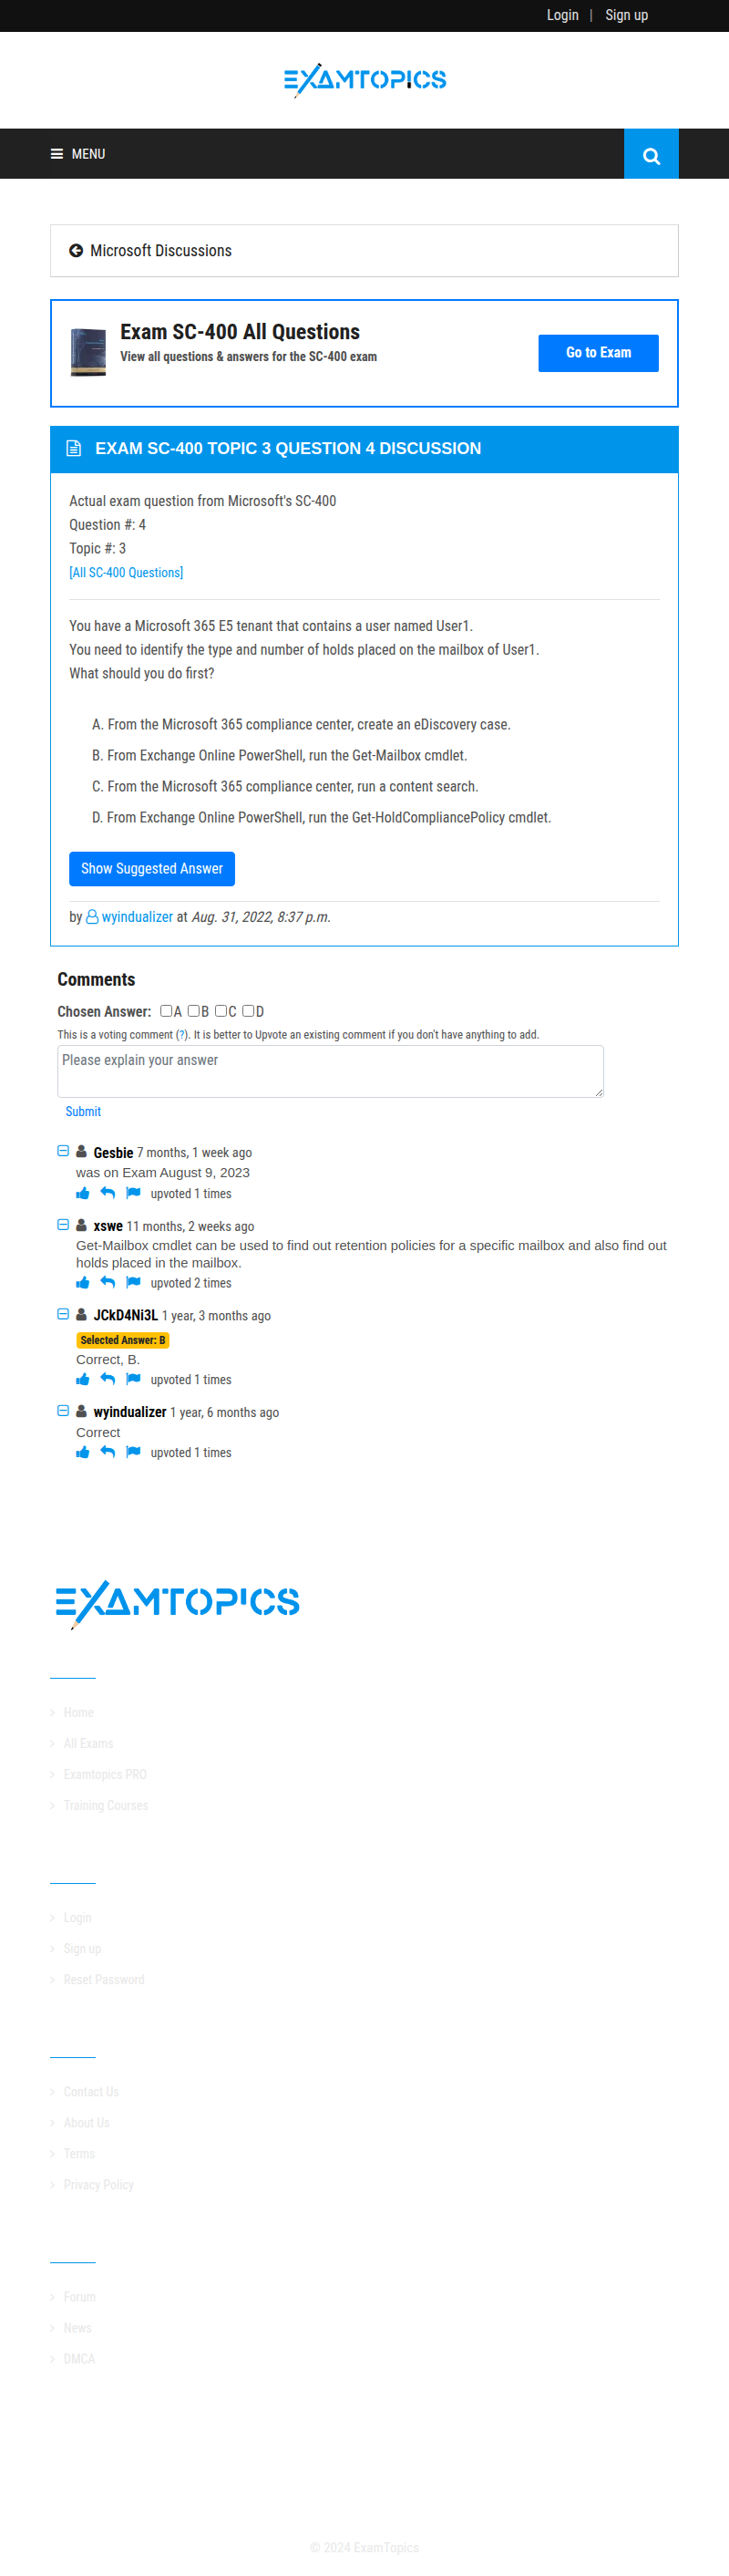 Login | Sign up
EXAMTOPICS
MENU
Microsoft Discussions
Exam SC-400 All Questions
View all questions & answers for the SC-400 exam
Go to Exam
EXAM SC-400 TOPIC 3 QUESTION 4 DISCUSSION
Actual exam question from Microsoft's SC-400
Question #: 4
Topic #: 3
[All SC-400 Questions]
You have a Microsoft 365 E5 tenant that contains a user named User1.
You need to identify the type and number of holds placed on the mailbox of User1.
What should you do first?
A. From the Microsoft 365 compliance center, create an eDiscovery case.
B. From Exchange Online PowerShell, run the Get-Mailbox cmdlet.
C. From the Microsoft 365 compliance center, run a content search.
D. From Exchange Online PowerShell, run the Get-HoldCompliancePolicy cmdlet.
Show Suggested Answer
by wyindualizer at Aug. 31, 2022, 8:37 p.m.
Comments
Chosen Answer: A B C D
This is a voting comment (?). It is better to Upvote an existing comment if you don't have anything to add.
Please explain your answer
Submit
Gesbie 7 months, 1 week ago
was on Exam August 9, 2023
upvoted 1 times
xswe 11 months, 2 weeks ago
Get-Mailbox cmdlet can be used to find out retention policies for a specific mailbox and also find out
holds placed in the mailbox.
upvoted 2 times
JCkD4Ni3L 1 year, 3 months ago
Selected Answer: B
Correct, B.
upvoted 1 times
wyindualizer 1 year, 6 months ago
Correct
upvoted 1 times
EXAMTOPICS
Home
All Exams
Examtopics PRO
Training Courses
Login
Sign up
Reset Password
Contact Us
About Us
Terms
Privacy Policy
Forum
News
DMCA
© 2024 ExamTopics